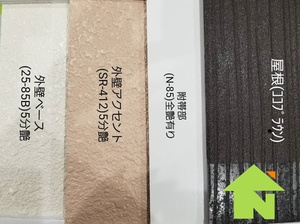 外壁ベース
(25-85B)5分艶
外壁アクセント
(SR-412)5分艶
附帯部
(N-85)全艶有り
屋根(ｺｺﾌﾞﾗｳﾝ)